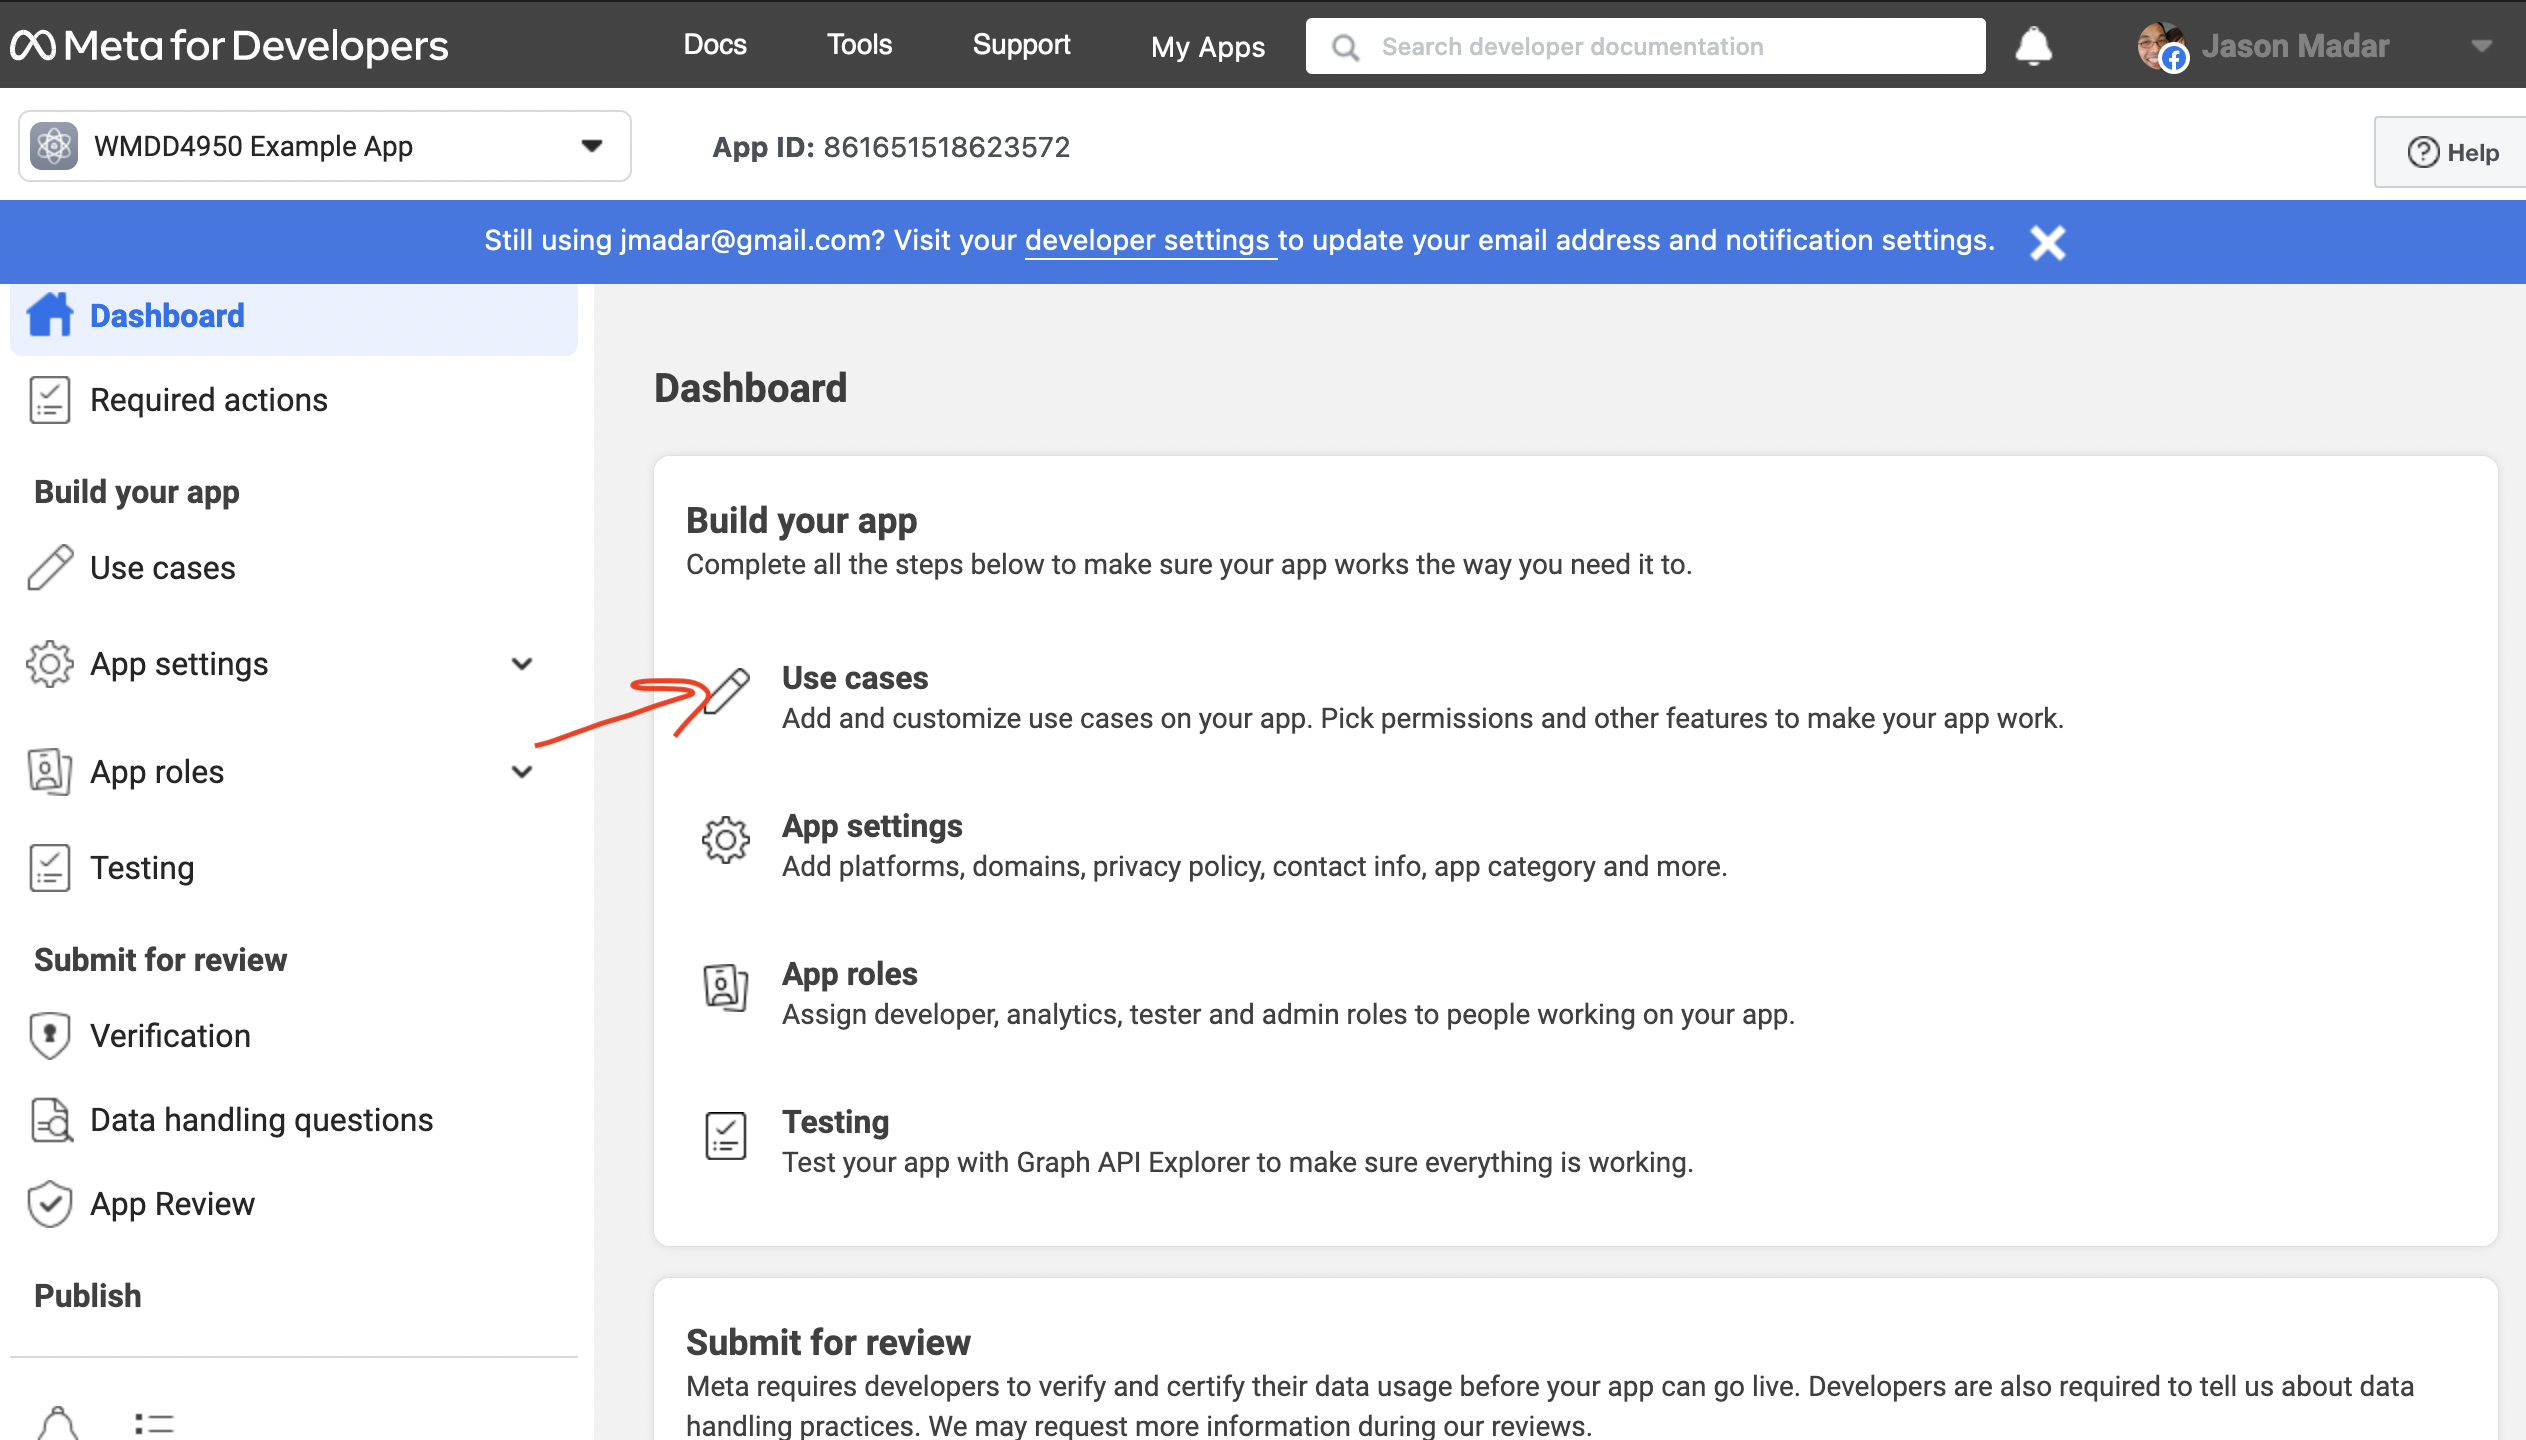 Meta for Developers
Docs
Tools
Support
My Apps
Search developer documentation
Jason Madar
WMDD4950 Example App
App ID: 861651518623572
Help
Still using jmadar@gmail.com? Visit your developer settings to update your email address and notification settings.
Dashboard
Required actions
Build your app
Use cases
App settings
App roles
Testing
Submit for review
Verification
Data handling questions
App Review
Publish
Dashboard
Build your app
Complete all the steps below to make sure your app works the way you need it to.
Use cases
Add and customize use cases on your app. Pick permissions and other features to make your app work.
App settings
Add platforms, domains, privacy policy, contact info, app category and more.
App roles
Assign developer, analytics, tester and admin roles to people working on your app.
Testing
Test your app with Graph API Explorer to make sure everything is working.
Submit for review
Meta requires developers to verify and certify their data usage before your app can go live. Developers are also required to tell us about data
handling practices. We may request more information during our reviews.